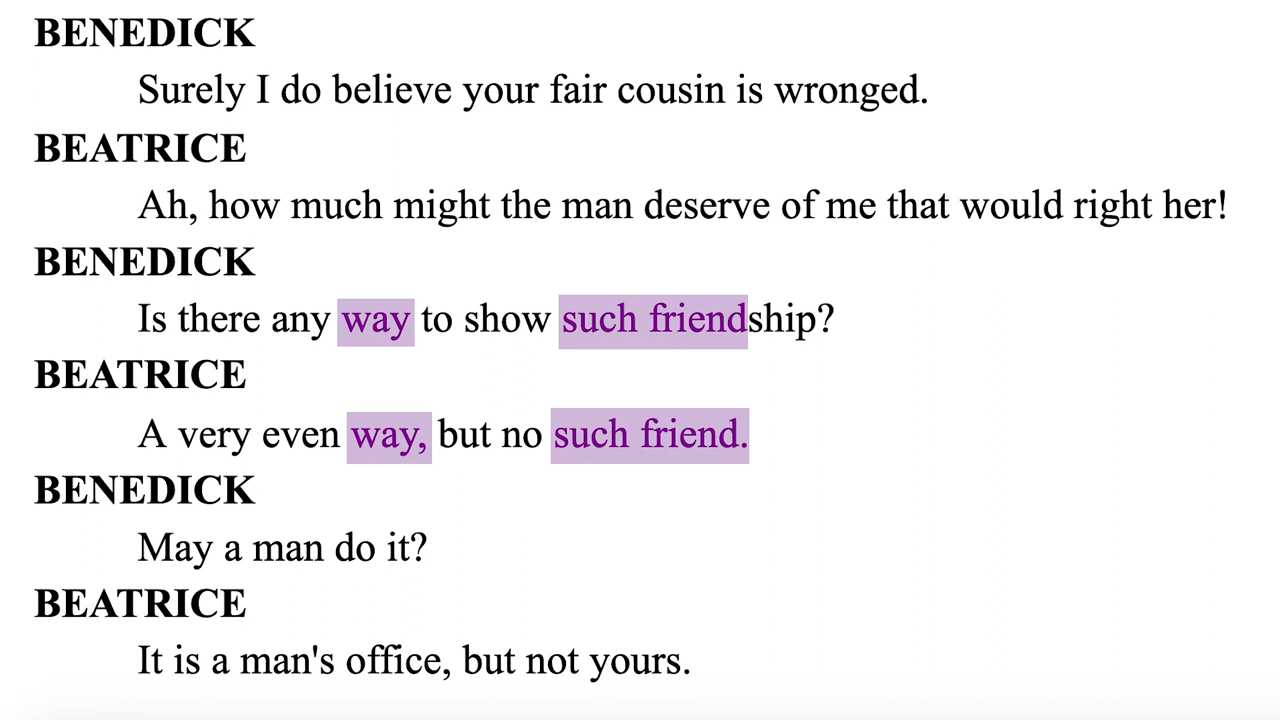 BENEDICK
Surely I do believe your fair cousin is wronged.
BEATRICE
Ah, how much might the man deserve of me that would right her!
BENEDICK
Is there any way to show such friendship?
BEATRICE
A very even way, but no such friend.
BENEDICK
May a man do it?
BEATRICE
It is a man's office, but not yours.